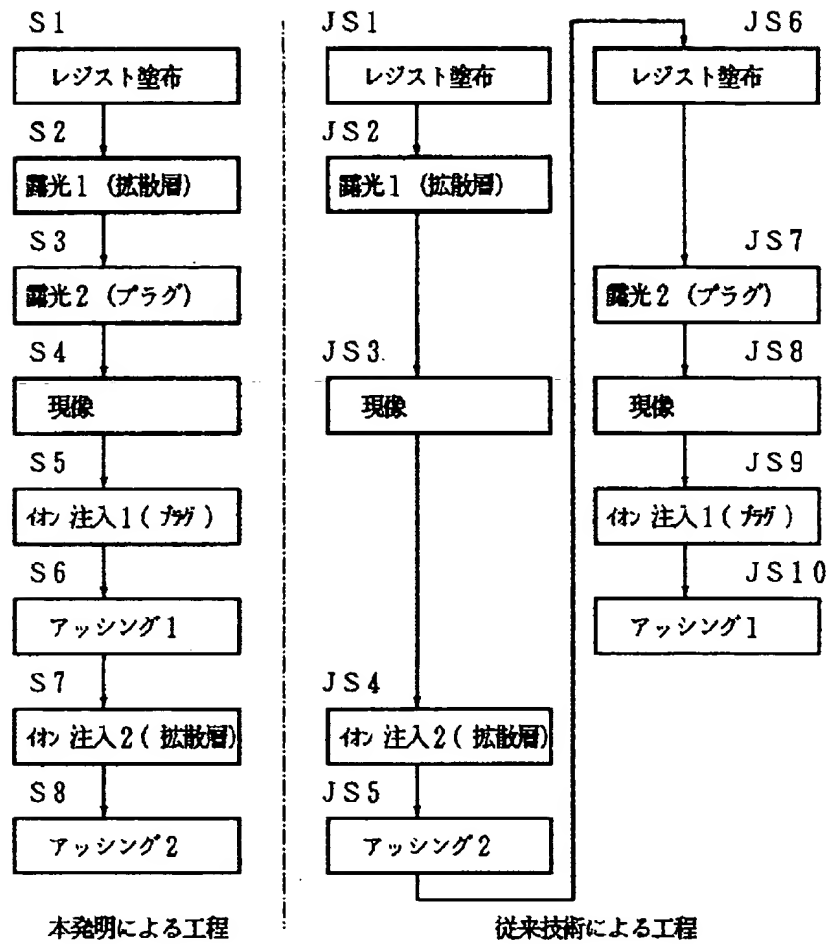 S1
レジスト塗布
S2
露光1 (拡散層)
S3
露光2 (プラグ)
S4
現像
S5
イオン 注入1 ( プラグ )
S6
アッシング1
S7
イオン 注入2 ( 拡散層)
S8
アッシング2
本発明による工程
JS1
レジスト塗布
JS2
露光1 (拡散層)
JS3
現像
JS4
イオン 注入2 ( 拡散層)
JS5
アッシング2
JS6
レジスト塗布
JS7
露光2 (プラグ)
JS8
現像
JS9
イオン 注入1 ( プラグ )
JS10
アッシング1
従来技術による工程